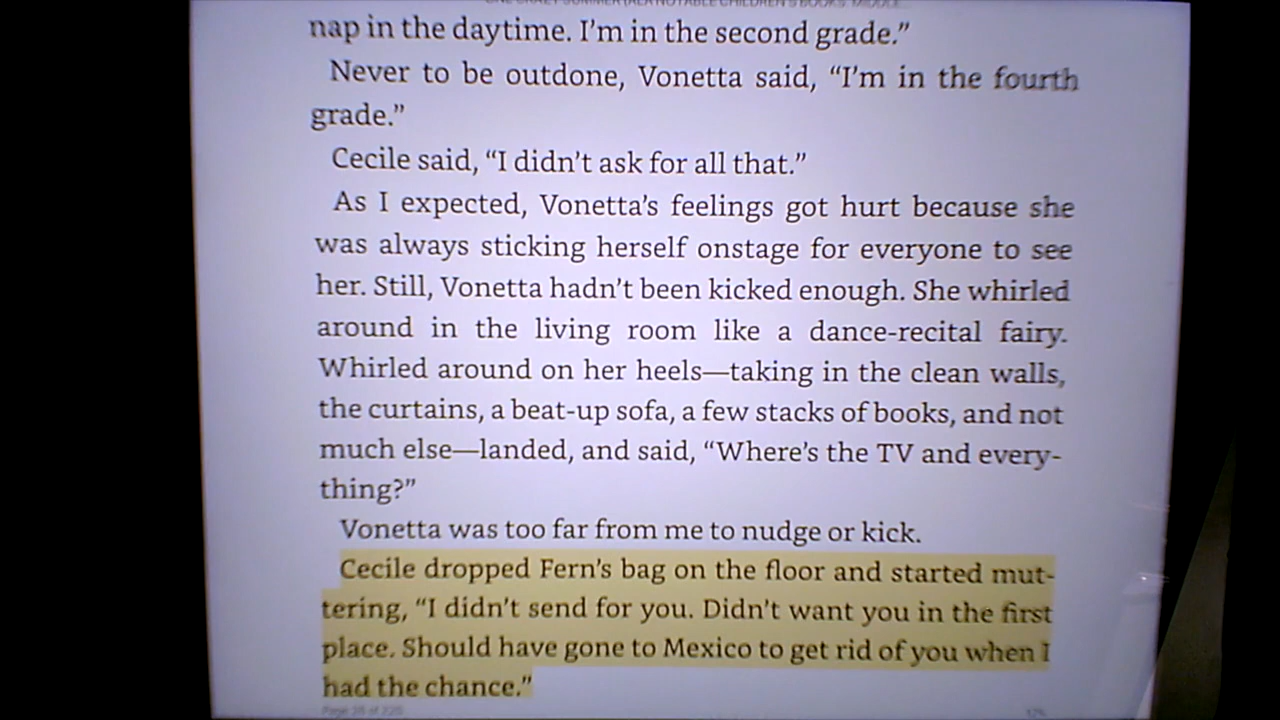 nap in the daytime. I'm in the second grade."
Never to be outdone, Vonetta said, "I'm in the fourth
grade."
Cecile said, "I didn't ask for all that."
As I expected, Vonetta's feelings got hurt because she
was always sticking herself onstage for everyone to see
her. Still, Vonetta hadn't been kicked enough. She whirled
around in the living room like a dance-recital fairy.
Whirled around on her heels—taking in the clean walls,
the curtains, a beat-up sofa, a few stacks of books, and not
much else—landed, and said, "Where's the TV and every-
thing?"
Vonetta was too far from me to nudge or kick.
Cecile dropped Fern's bag on the floor and started mut-
tering, "I didn't send for you. Didn't want you in the first
place. Should have gone to Mexico to get rid of you when I
had the chance."